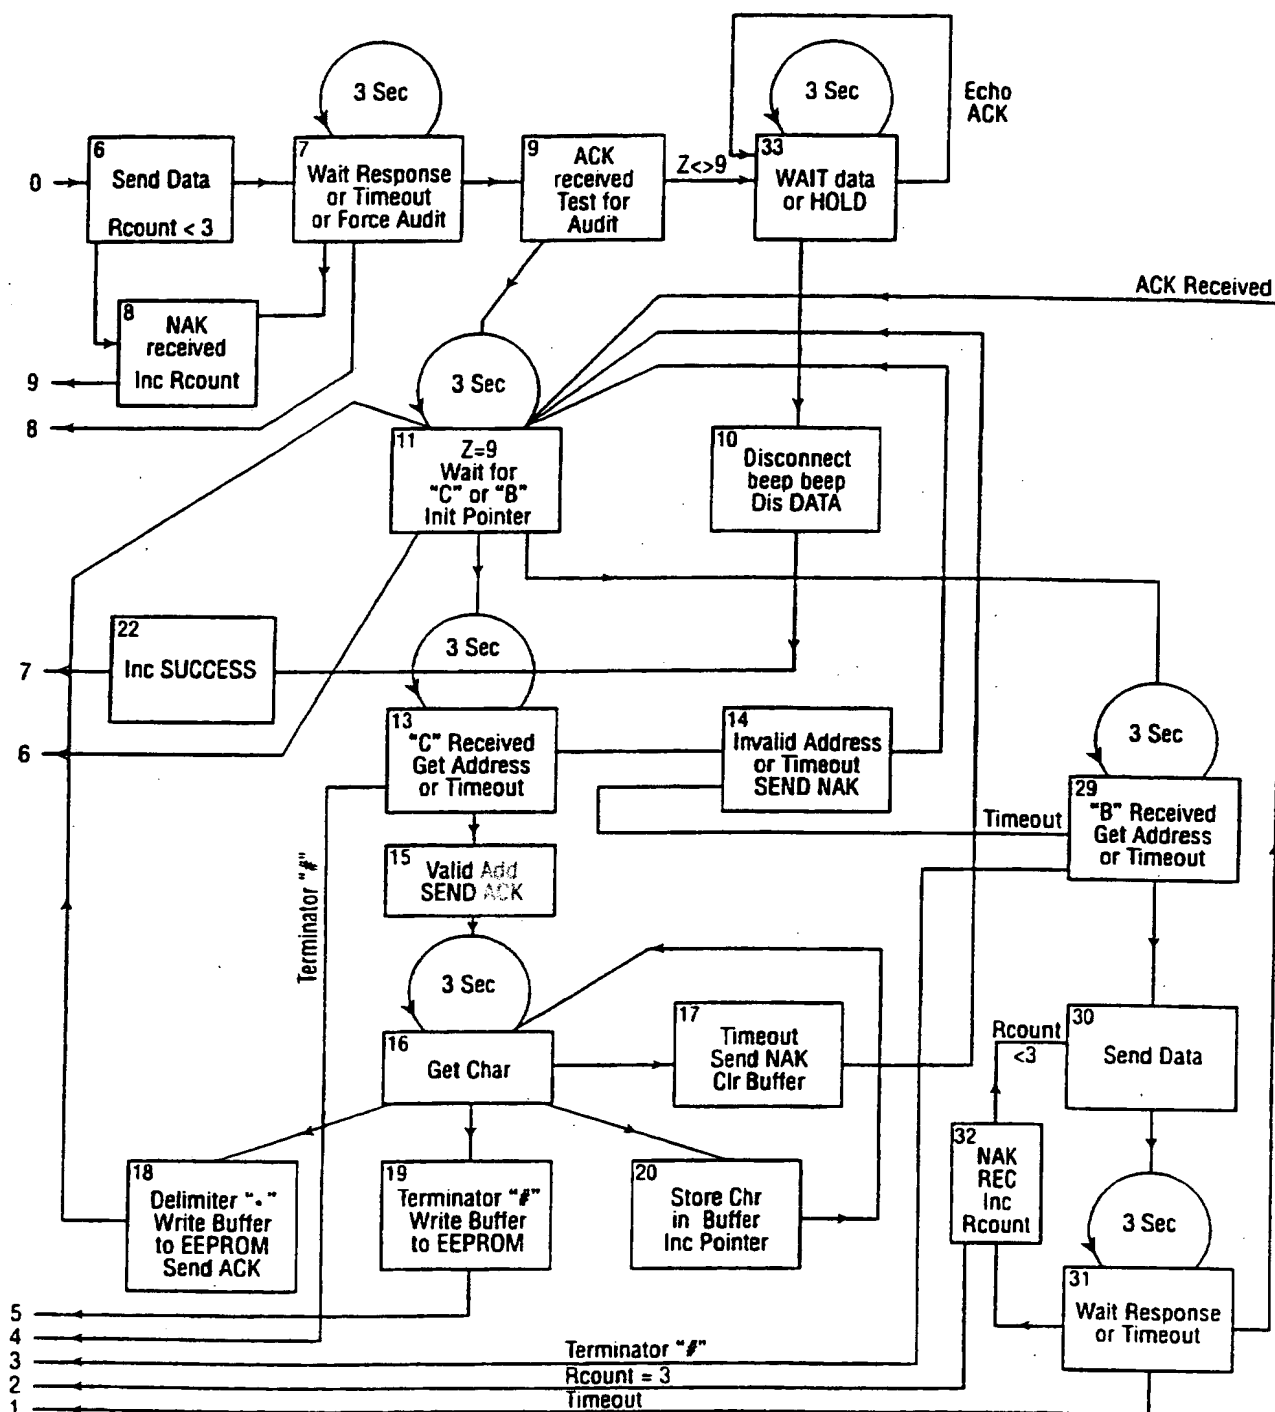 3 Sec
3 Sec
Echo
ACK
6
Send Data
Rcount < 3
7
Wait Response
or Timeout
or Force Audit
9
ACK
received
Test for
Audit
Z<>9
33
WAIT data
or HOLD
0
8
NAK
received
Inc Rcount
9
8
ACK Received
3 Sec
11
Z=9
Wait for
"C" or "B"
Init Pointer
10
Disconnect
beep beep
Dis DATA
22
Inc SUCCESS
7
6
3 Sec
13
"C" Received
Get Address
or Timeout
14
Invalid Address
or Timeout
SEND NAK
3 Sec
29
"B" Received
Get Address
or Timeout
Timeout
Terminator "#"
15
Valid Add
SEND ACK
3 Sec
16
Get Char
17
Timeout
Send NAK
Clr Buffer
Rcount
<3
30
Send Data
18
Delimiter "*"
Write Buffer
to EEPROM
Send ACK
19
Terminator "#"
Write Buffer
to EEPROM
20
Store Chr
in Buffer
Inc Pointer
32
NAK
REC
Inc
Rcount
3 Sec
31
Wait Response
or Timeout
5
4
3
Terminator "#"
2
Rcount = 3
1
Timeout